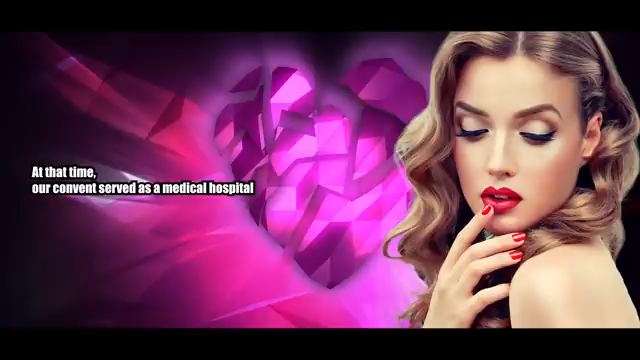 At that time,
our convent served as a medical hospital